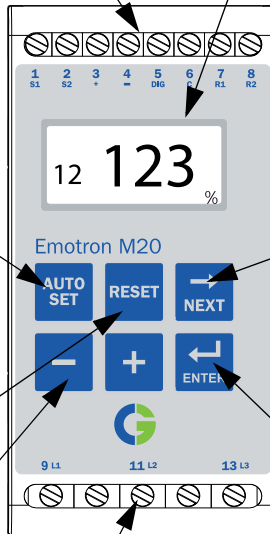 1 2 3 4 5 6 7 8
S1 S2 + - DIG C R1 R2
12 123 %
Emotron M20
AUTO SET RESET → NEXT
- + ↵ ENTER
9 L1 11 L2 13 L3